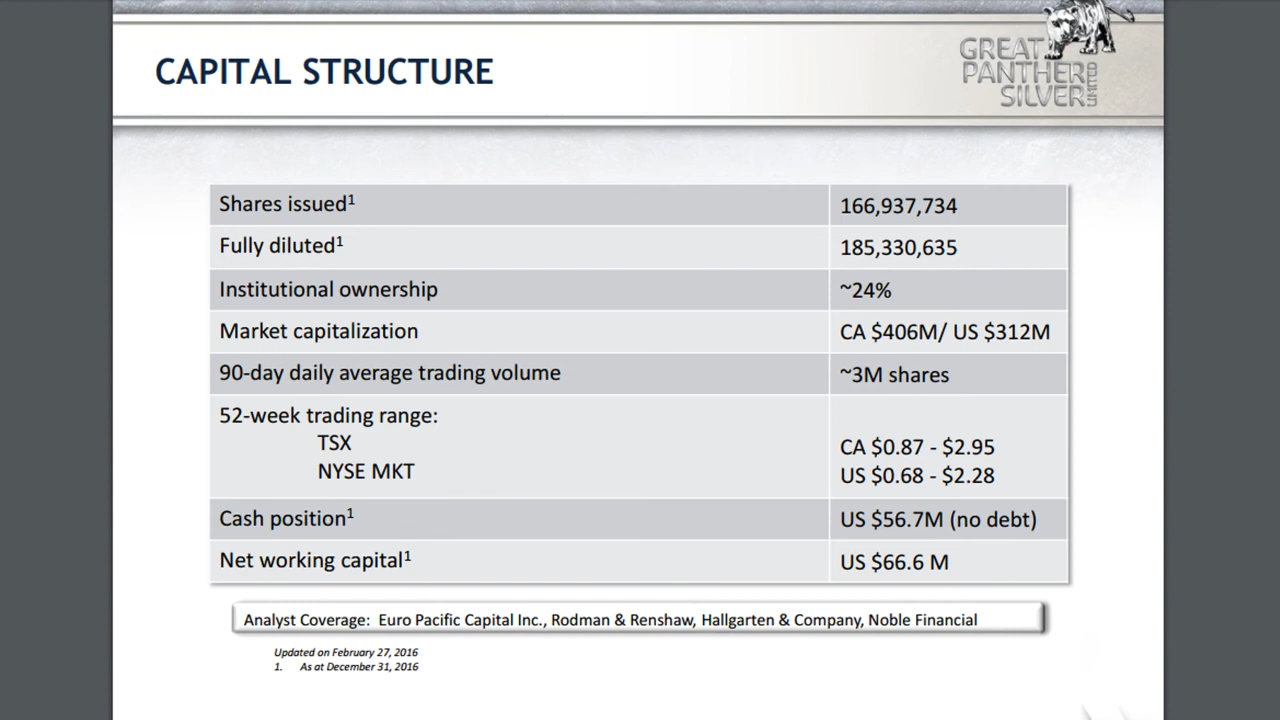 CAPITAL STRUCTURE
GREAT
PANTHER
SILVER LIMITED
Shares issued1 166,937,734
Fully diluted1 185,330,635
Institutional ownership ~24%
Market capitalization CA $406M/ US $312M
90-day daily average trading volume ~3M shares
52-week trading range:
TSX CA $0.87 - $2.95
NYSE MKT US $0.68 - $2.28
Cash position1 US $56.7M (no debt)
Net working capital1 US $66.6 M
Analyst Coverage: Euro Pacific Capital Inc., Rodman & Renshaw, Hallgarten & Company, Noble Financial
Updated on February 27, 2016
1. As at December 31, 2016